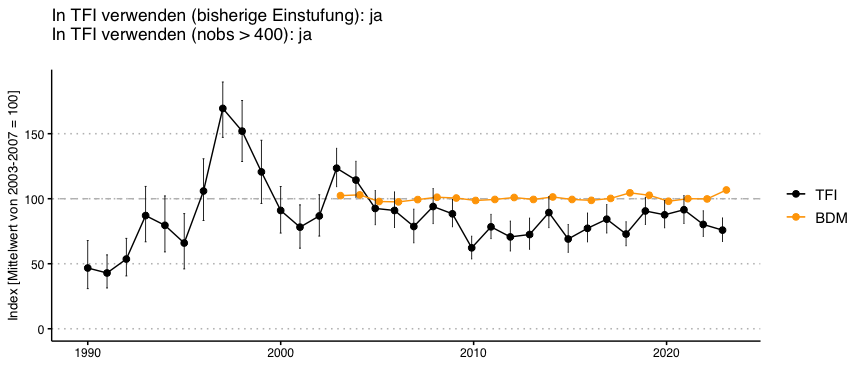 In TFI verwenden (bisherige Einstufung): ja
In TFI verwenden (nobs > 400): ja
Index [Mittelwert von 2003-2007 = 100]
150
100
50
0
1990
2000
2010
2020
TFI
BDM